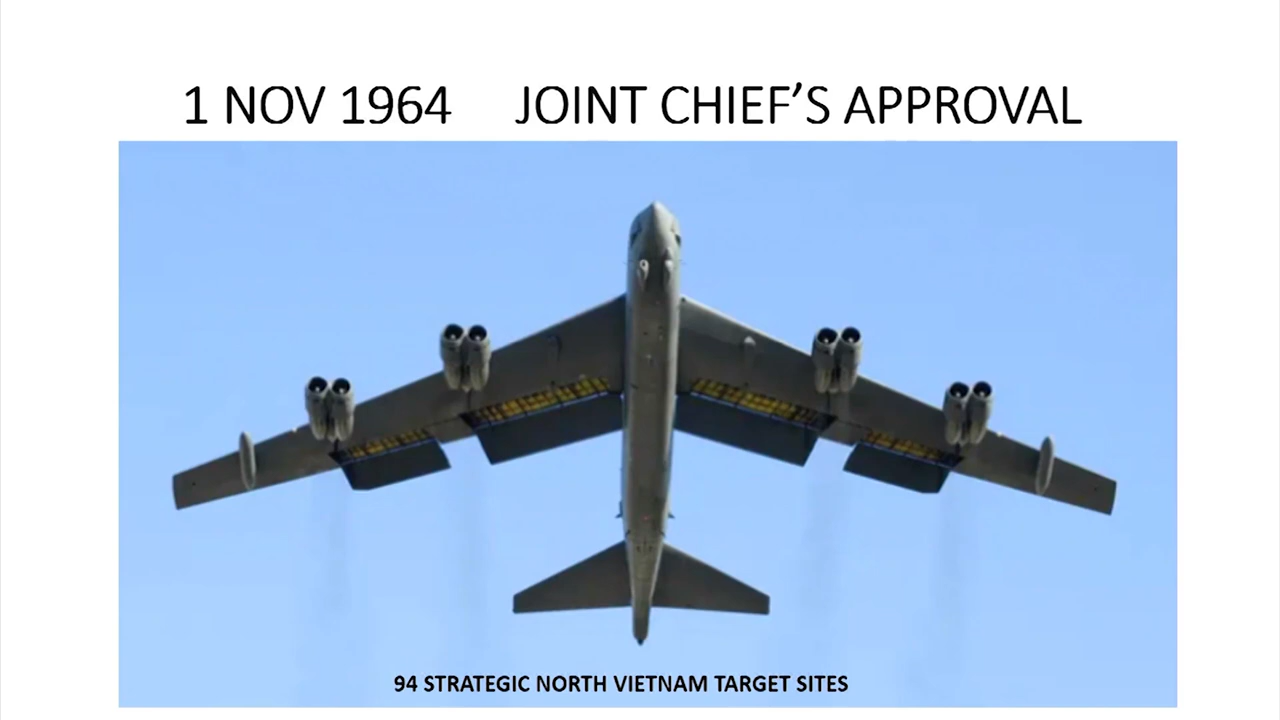 1 NOV 1964 JOINT CHIEF’S APPROVAL
94 STRATEGIC NORTH VIETNAM TARGET SITES